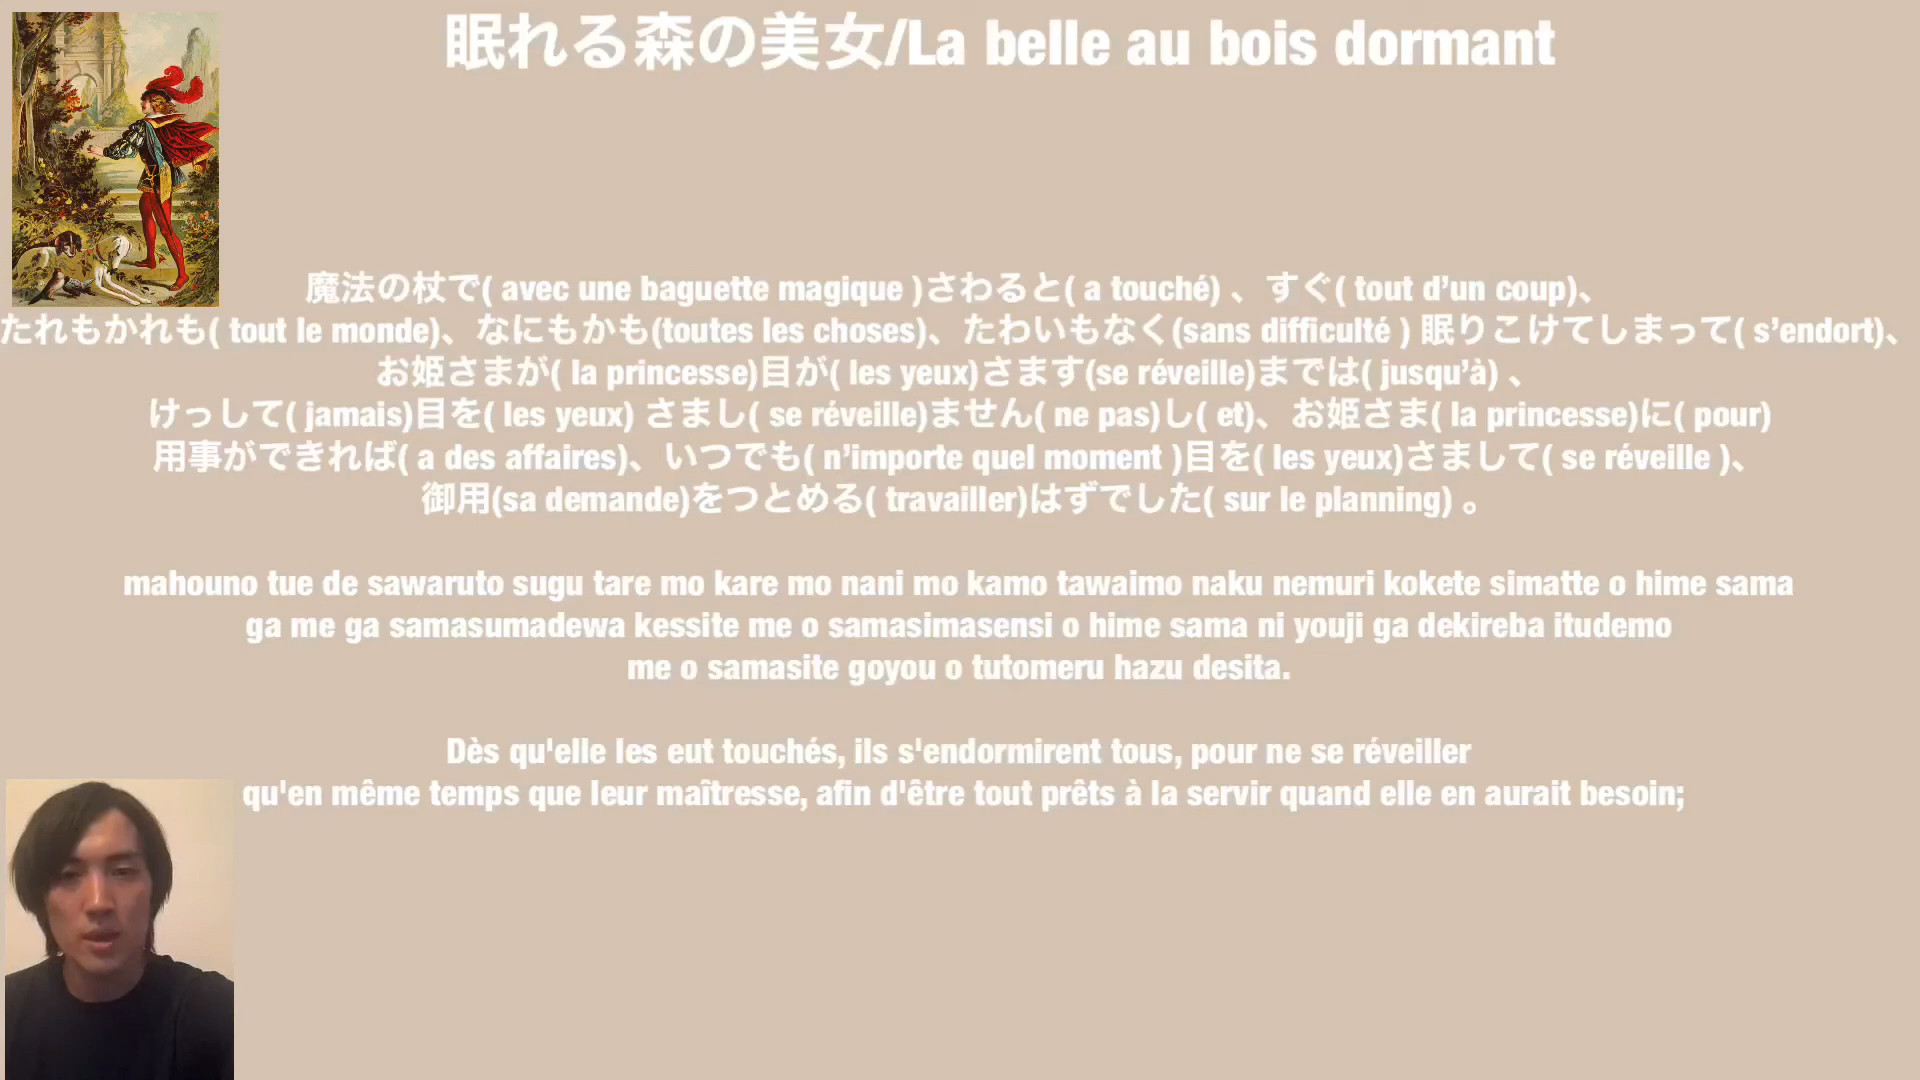 眠れる森の美女/La belle au bois dormant
魔法の杖で( avec une baguette magique )さわると( a touché) 、すぐ( tout d’un coup)、
たれもかれも( tout le monde)、なにもかも(toutes les choses)、たわいもなく(sans difficulté ) 眠りこけてしまって( s’endort)、
お姫さまが( la princesse)目が( les yeux)さます(se réveille)までは( jusqu’à) 、
けっして( jamais)目を( les yeux) さまし( se réveille)ません( ne pas)し( et)、お姫さま( la princesse)に( pour)
用事ができれば( a des affaires)、いつでも( n’importe quel moment )目を( les yeux)さまして( se réveille )、
御用(sa demande)をつとめる( travailler)はずでした( sur le planning) 。
mahouno tue de sawaruto sugu tare mo kare mo nani mo kamo tawaimo naku nemuri kokete simatte o hime sama
ga me ga samasumadewa kessite me o samasimasensi o hime sama ni youji ga dekireba itudemo
me o samasite goyou o tutomeru hazu desita.
Dès qu'elle les eut touchés, ils s'endormirent tous, pour ne se réveiller
qu'en même temps que leur maîtresse, afin d'être tout prêts à la servir quand elle en aurait besoin;